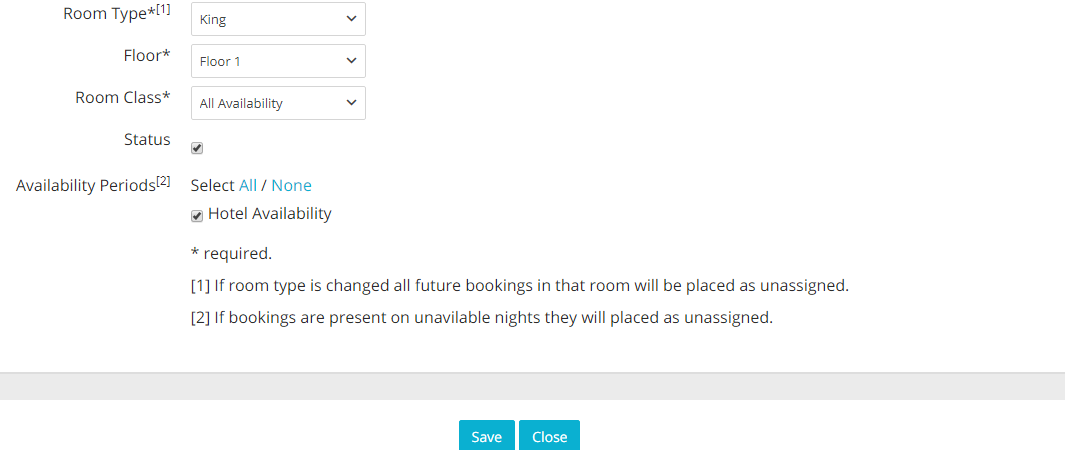 Room Type*[1] King
Floor* Floor 1
Room Class* All Availability
Status
Availability Periods[2] Select All / None
Hotel Availability
* required.
[1] If room type is changed all future bookings in that room will be placed as unassigned.
[2] If bookings are present on unavilable nights they will placed as unassigned.
Save Close